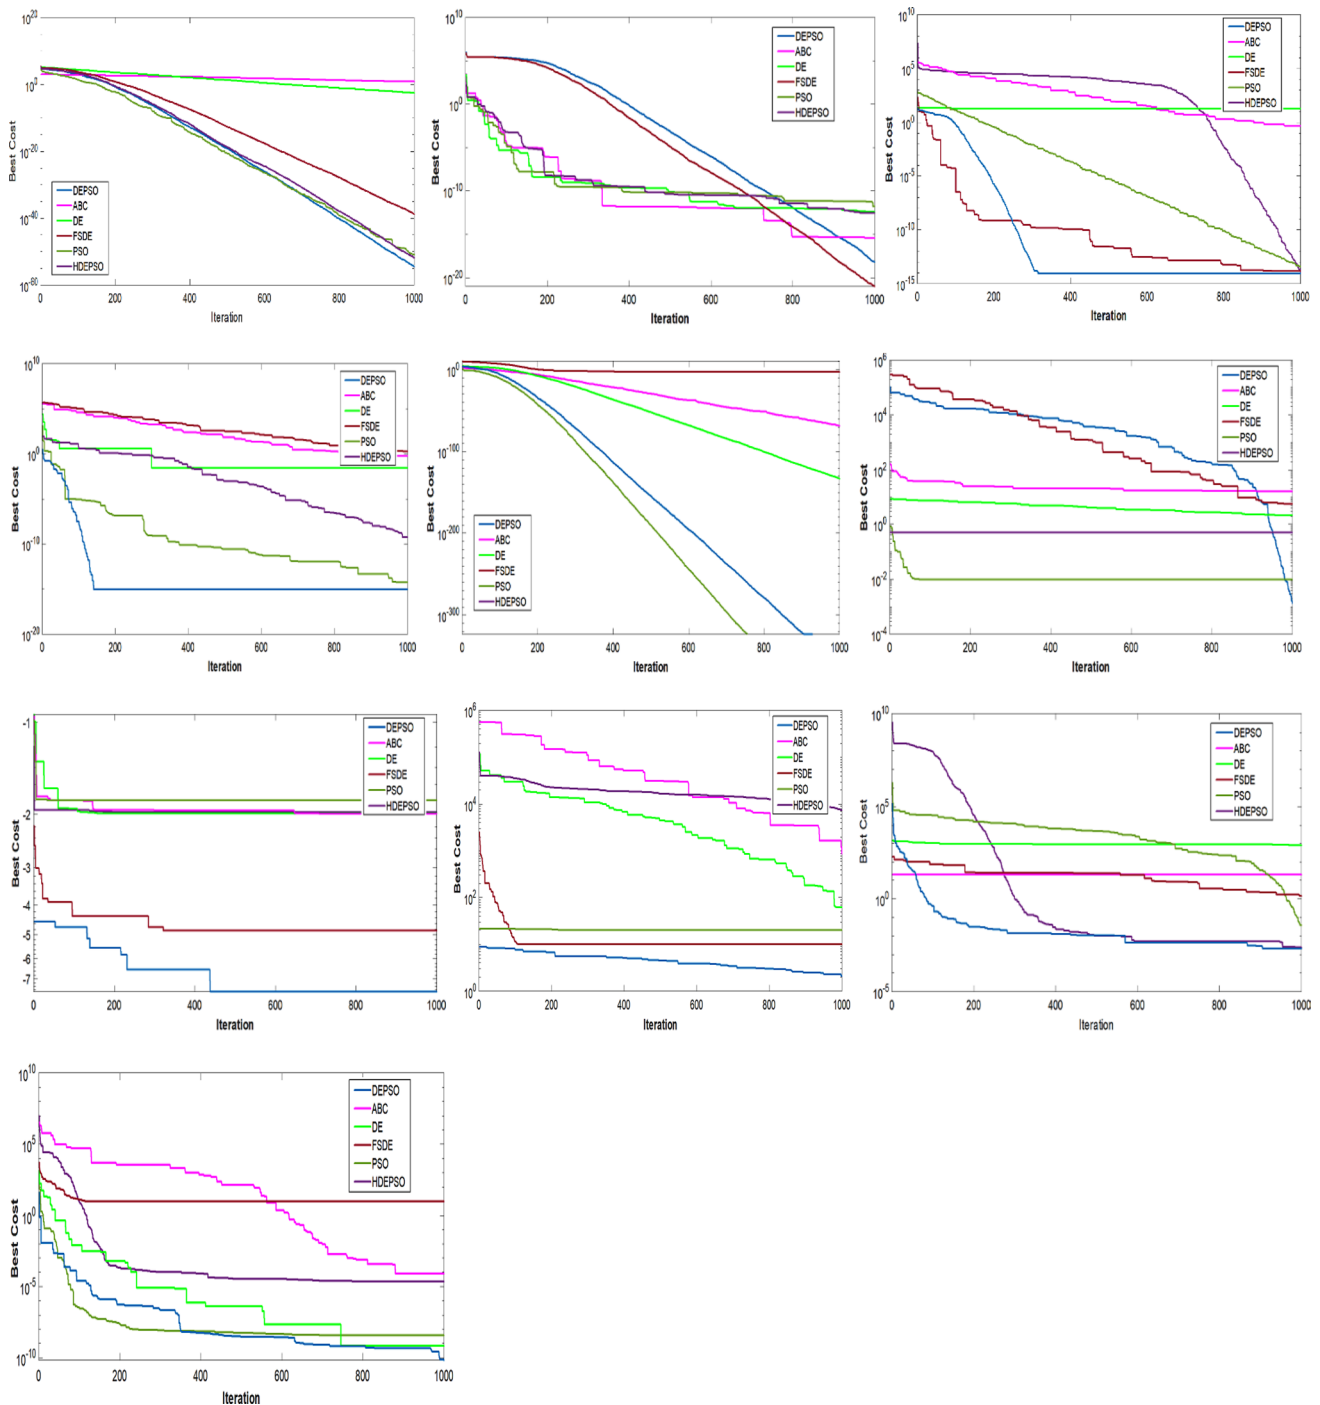 10^20
10^0
10^-20
10^-40
10^-60
Best Cost
DEPSO
ABC
DE
FSDE
PSO
HDEPSO
0 200 400 600 800 1000
Iteration
10^10
10^0
10^-10
10^-20
Best Cost
DEPSO
ABC
DE
FSDE
PSO
HDEPSO
0 200 400 600 800 1000
Iteration
10^10
10^5
10^0
10^-5
10^-10
10^-15
Best Cost
DEPSO
ABC
DE
FSDE
PSO
HDEPSO
0 200 400 600 800 1000
Iteration
10^10
10^0
10^-10
10^-20
Best Cost
DEPSO
ABC
DE
FSDE
PSO
HDEPSO
0 200 400 600 800 1000
Iteration
10^0
10^-100
10^-200
10^-300
Best Cost
DEPSO
ABC
DE
FSDE
PSO
HDEPSO
0 200 400 600 800 1000
Iteration
10^6
10^4
10^2
10^0
10^-2
10^-4
Best Cost
DEPSO
ABC
DE
FSDE
PSO
HDEPSO
0 200 400 600 800 1000
Iteration
-1
-2
-3
-4
-5
-6
-7
Best Cost
DEPSO
ABC
DE
FSDE
PSO
HDEPSO
0 200 400 600 800 1000
Iteration
10^6
10^4
10^2
10^0
Best Cost
DEPSO
ABC
DE
FSDE
PSO
HDEPSO
0 200 400 600 800 1000
Iteration
10^10
10^5
10^0
10^-5
Best Cost
DEPSO
ABC
DE
FSDE
PSO
HDEPSO
0 200 400 600 800 1000
Iteration
10^10
10^5
10^0
10^-5
10^-10
Best Cost
DEPSO
ABC
DE
FSDE
PSO
HDEPSO
0 200 400 600 800 1000
Iteration